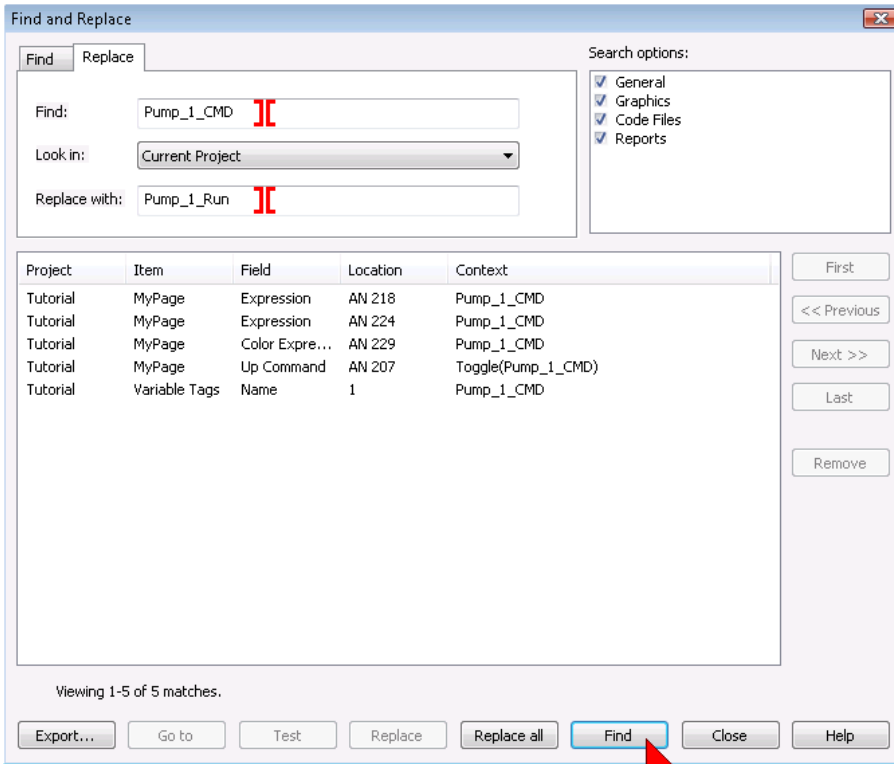 Find and Replace
Find Replace
Search options:
General
Graphics
Code Files
Reports
Find: Pump_1_CMD
Look in: Current Project
Replace with: Pump_1_Run
Project Item Field Location Context
Tutorial MyPage Expression AN 218 Pump_1_CMD
Tutorial MyPage Expression AN 224 Pump_1_CMD
Tutorial MyPage Color Expre... AN 229 Pump_1_CMD
Tutorial MyPage Up Command AN 207 Toggle(Pump_1_CMD)
Tutorial Variable Tags Name 1 Pump_1_CMD
First
<< Previous
Next >>
Last
Remove
Viewing 1-5 of 5 matches.
Export... Go to Test Replace Replace all Find Close Help